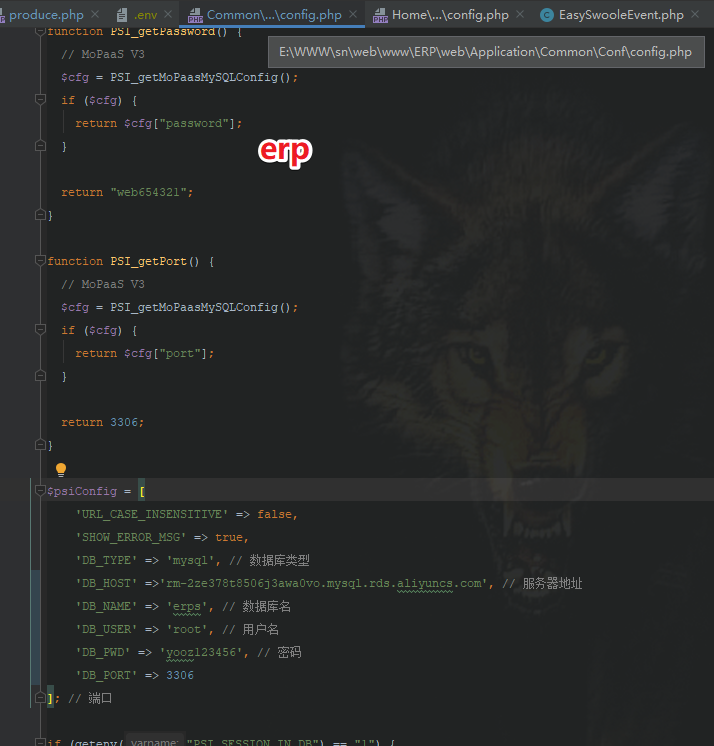 produce.php × .env × Common\...\config.php × Home\...\config.php × EasySwooleEvent.php ×
function PSI_getPassword() {
E:\WWW\sn\web\www\ERP\web\Application\Common\Conf\config.php
// MoPaaS V3
$cfg = PSI_getMoPaasMySQLConfig();
if ($cfg) {
return $cfg["password"];
}
erp
return "web654321";
}
function PSI_getPort() {
// MoPaaS V3
$cfg = PSI_getMoPaasMySQLConfig();
if ($cfg) {
return $cfg["port"];
}
return 3306;
}
$psiConfig = [
'URL_CASE_INSENSITIVE' => false,
'SHOW_ERROR_MSG' => true,
'DB_TYPE' => 'mysql', // 数据库类型
'DB_HOST' =>'rm-2ze378t8506j3awa0vo.mysql.rds.aliyuncs.com', // 服务器地址
'DB_NAME' => 'erps', // 数据库名
'DB_USER' => 'root', // 用户名
'DB_PWD' => 'yooz123456', // 密码
'DB_PORT' => 3306
]; // 端口
if (getenv( varname: "PSI_SESSION_IN_DB") == "1") {